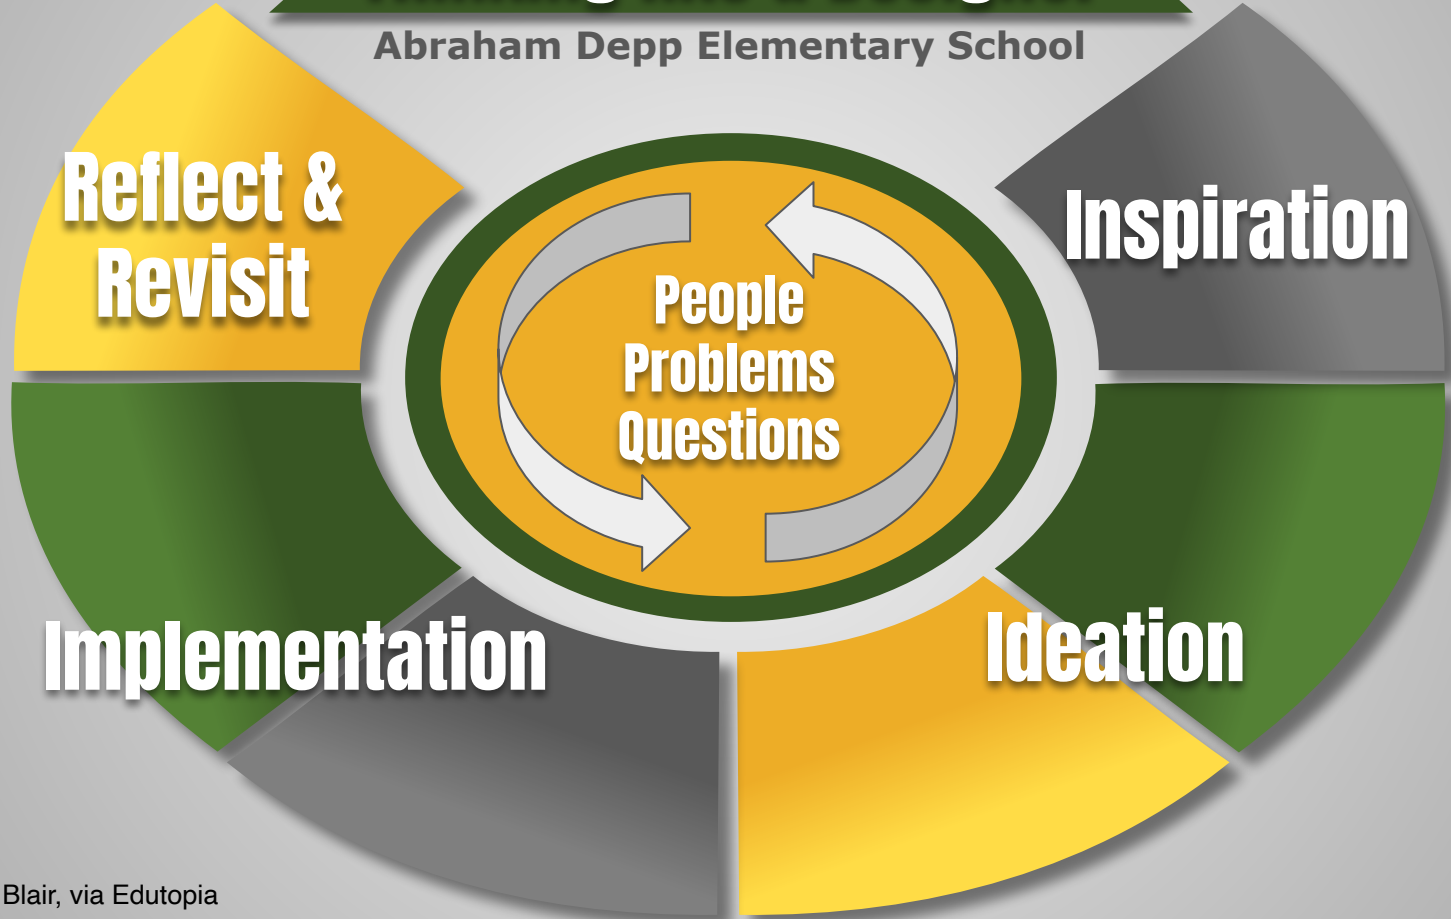 Abraham Depp Elementary School
Reflect &
Revisit
Inspiration
People
Problems
Questions
Implementation
Ideation
Blair, via Edutopia